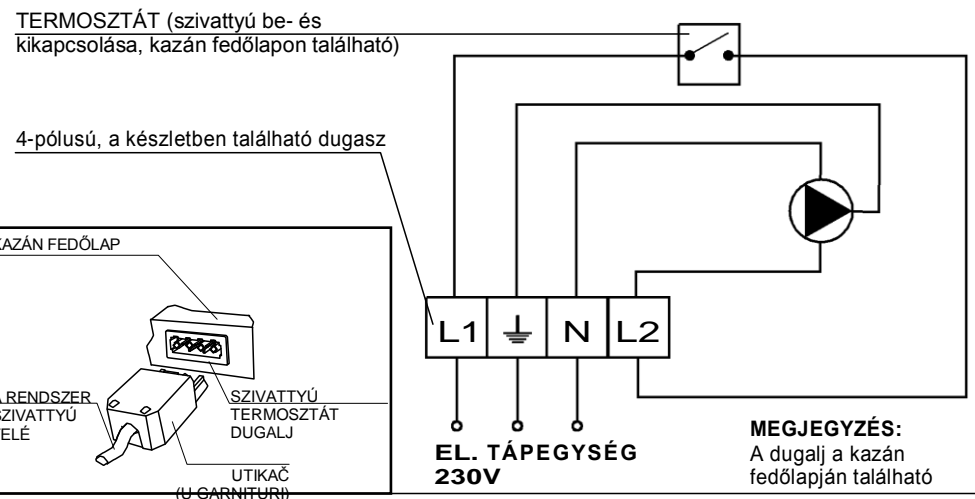 TERMOSZTÁT (szivattyú be- és
kikapcsolása, kazán fedőlapon található)
4-pólusú, a készletben található dugasz
KAZÁN FEDŐLAP
A RENDSZER
SZIVATTYÚ
FELÉ
SZIVATTYÚ
TERMOSZTÁT
DUGALJ
UTIKAČ
(U GARNITURI)
L1 N L2
EL. TÁPEGYSÉG
230V
MEGJEGYZÉS:
A dugalj a kazán
fedőlapján található